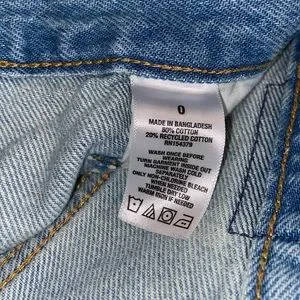 0
MADE IN BANGLADESH
80% COTTON
20% RECYCLED COTTON
RN154379
WASH ONCE BEFORE
WEARING
TURN GARMENT INSIDE OUT
MACHINE WASH COLD
SEPARATELY
ONLY NON-CHLORINE BLEACH
WHEN NEEDED
TUMBLE DRY LOW
WARM IRON IF NEEDED